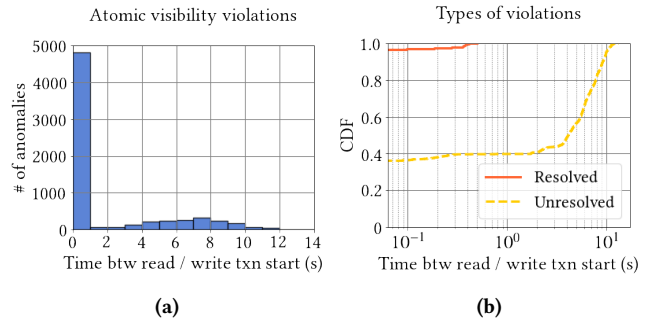 Atomic visibility violations
# of anomalies
5000
4000
3000
2000
1000
0
0 2 4 6 8 10 12 14
Time btw read / write txn start (s)
(a)
Types of violations
CDF
1.0
0.8
0.6
0.4
0.2
0
Resolved
Unresolved
10⁻¹ 10⁰ 10¹
Time btw read / write txn start (s)
(b)